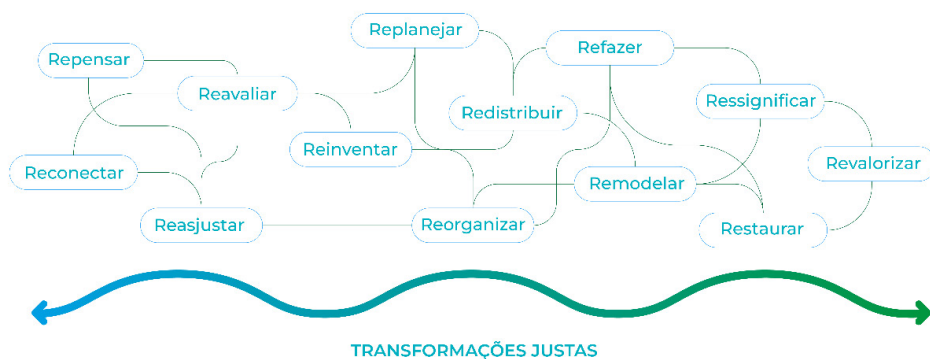 Replanejar
Refazer
Repensar
Reavaliar
Ressignificar
Redistribuir
Reinventar
Revalorizar
Reconectar
Remodelar
Reasjustar
Reorganizar
Restaurar
TRANSFORMAÇÕES JUSTAS